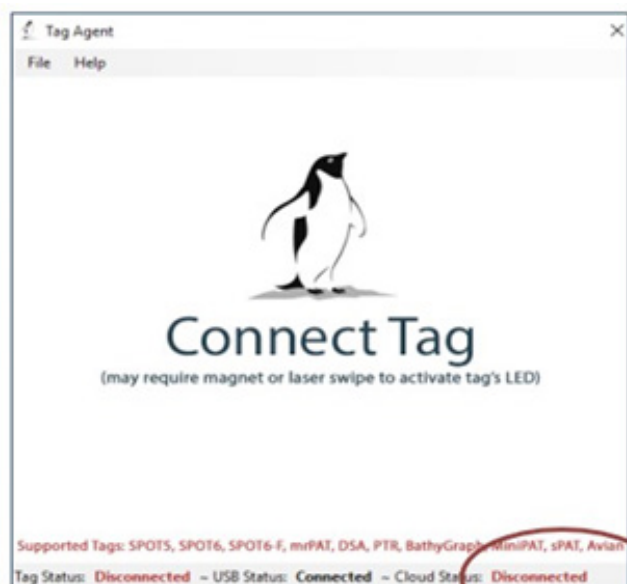 Tag Agent
File Help
Connect Tag
(may require magnet or laser swipe to activate tag's LED)
Supported Tags: SPOT5, SPOT6, SPOT6-F, mrPAT, DSA, PTR, BathyGraph, MiniPAT, sPAT, Avian
Tag Status: Disconnected ~ USB Status: Connected ~ Cloud Status: Disconnected